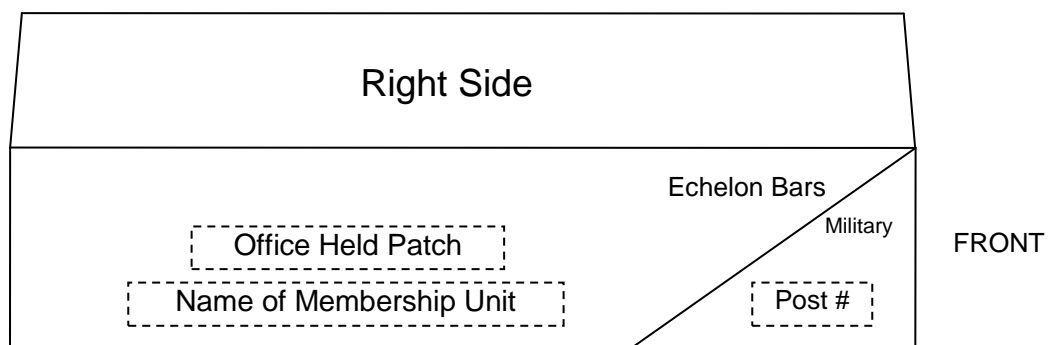 Right Side
Echelon Bars
Military
FRONT
Office Held Patch
Name of Membership Unit
Post #